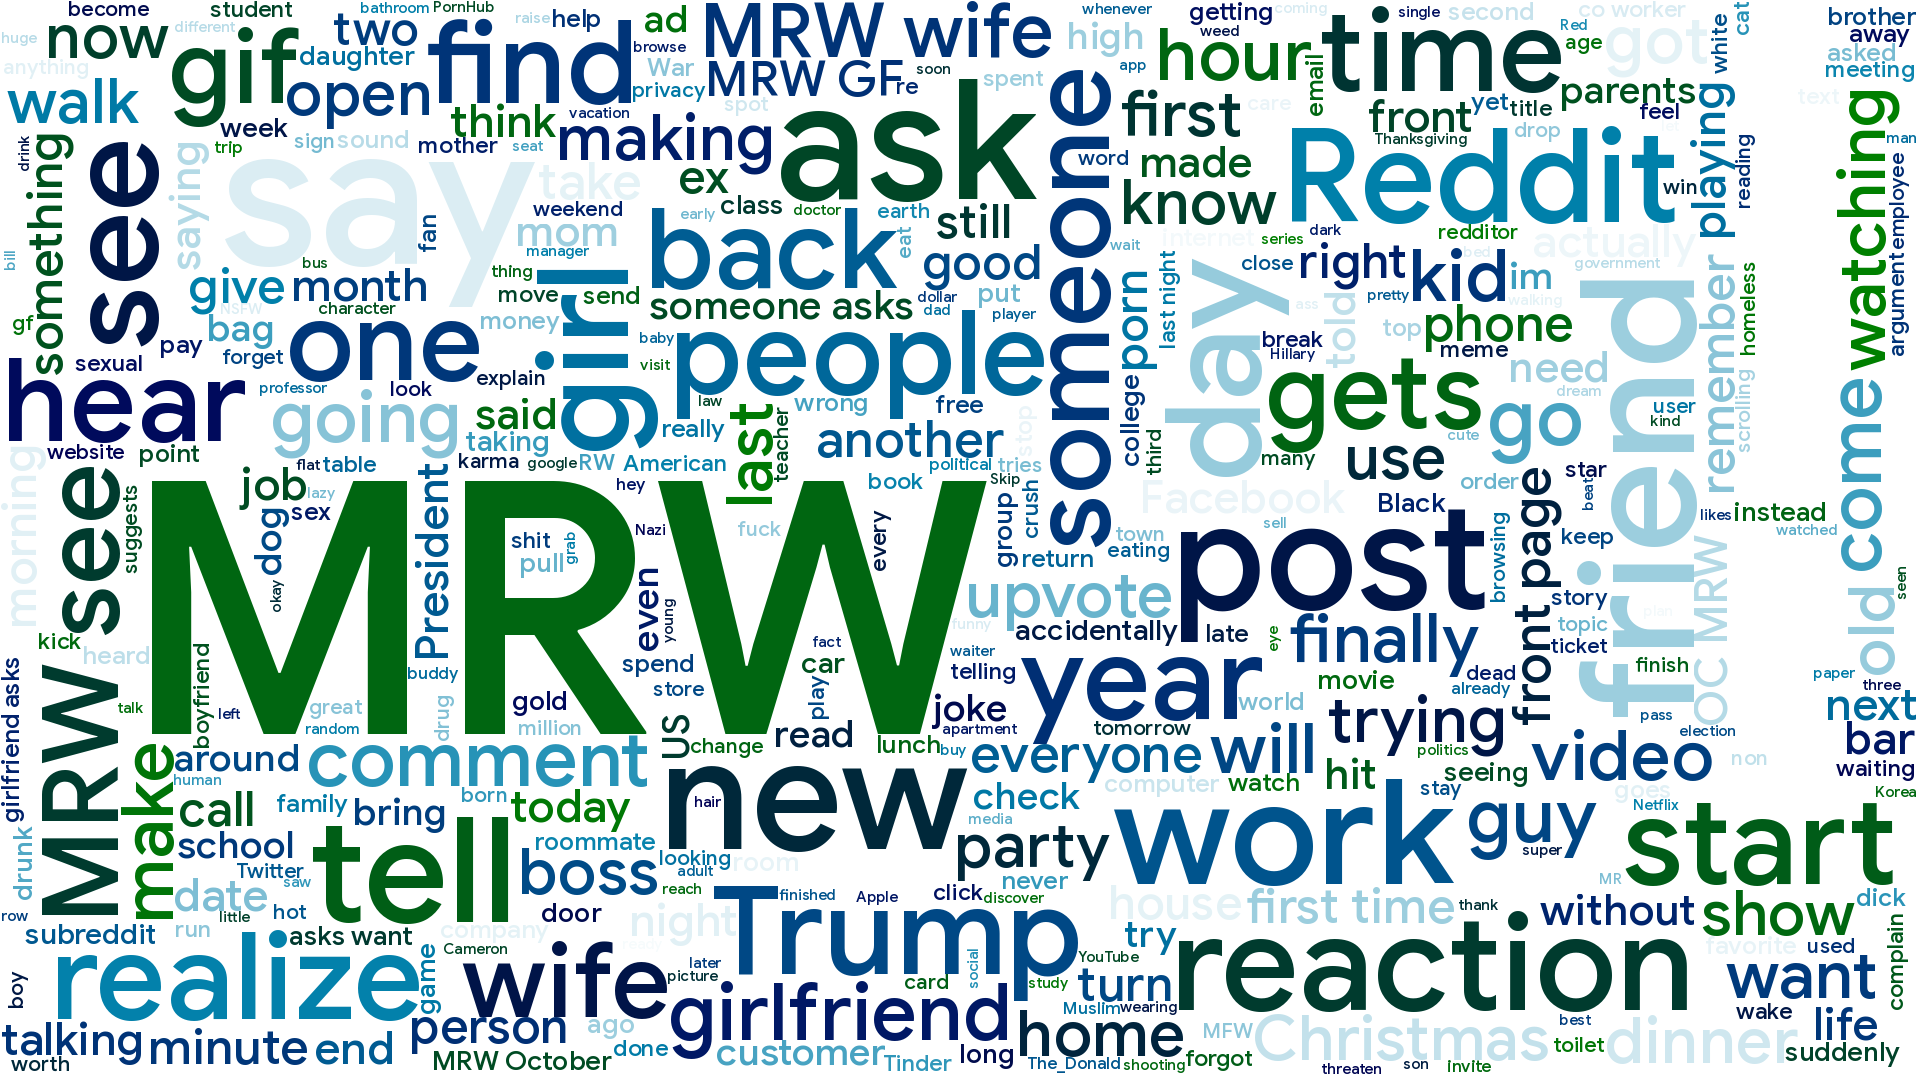 become
student
bathroom
PornHub
raise
help
ad
MRW wife
whenever
getting
single
second
coming
co worker
cat
brother
huge
now
different
two
find
browse
high
weed
Red
got
white
away
anything
gif
daughter
War
MRW GF
soon
app
hour
time
age
asked
walk
open
privacy
re
spent
email
parents
meeting
week
think
vacation
spot
ask
someone
first
front
yet
title
feel
care
text
drink
something
see
trip
sign
sound
mother
seat
making
Thanksgiving
drop
playing
watching
man
saying
say
take
ex
word
made
Reddit
win
reading
employee
weekend
class
early
doctor
earth
still
know
bill
fan
mom
back
eat
wait
internet
series
dark
redditor
actually
bus
manager
thing
good
last night
close
right
kid
bed
im
government
give
month
girl
move
send
someone asks
dollar
put
porn
day
pretty
walking
friend
remember
homeless
argument
NSFW
character
gf
bag
money
dad
player
ass
told
top
phone
forget
pay
one
baby
people
break
Hillary
meme
sexual
hear
professor
look
explain
visit
law
wrong
free
college
gets
need
dream
scrolling
come
going
said
last
teacher
really
another
stop
third
go
user
kind
cute
website
point
taking
karma
google
RW
American
political
tries
many
use
flat
table
morning
suggests
job
lazy
President
hey
book
Skip
Facebook
order
star
see
sex
dog
MRW
shit
Nazi
fuck
every
group
crush
sell
Black
beat
likes
instead
pull
grab
town
eating
return
post
browsing
front page
keep
watched
okay
even
young
upvote
story
plan
OC MRW
old
seen
kick
heard
boyfriend
funny
accidentally
late
eye
finally
topic
ticket
fact
waiter
buddy
spend
car
telling
year
movie
dead
finish
paper
girlfriend asks
MRW
store
play
already
three
talk
left
great
random
drug
gold
million
joke
apartment
world
trying
pass
next
us
change
read
lunch
buy
tomorrow
election
make
around
comment
everyone
will
politics
video
non
bar
human
computer
watch
hit
seeing
waiting
call
family
bring
born
today
new
hair
check
stay
goes
Korea
drunk
school
tell
roommate
media
work
guy
Netflix
start
Twitter
boss
looking
room
party
super
saw
adult
never
MR
date
reach
finished
Apple
click
discover
house
first time
thank
dick
row
little
hot
door
night
Trump
without
show
subreddit
run
asks want
company
ready
try
favorite
used
complain
Cameron
later
YouTube
reaction
boy
realize
game
wife
picture
card
social
study
turn
want
girlfriend
Muslim
wearing
wake
talking
minute
end
person
ago
home
MFW
Christmas
best
dinner
life
worth
done
customer
long
forgot
toilet
suddenly
MRW October
Tinder
The_Donald
shooting
threaten
son
invite